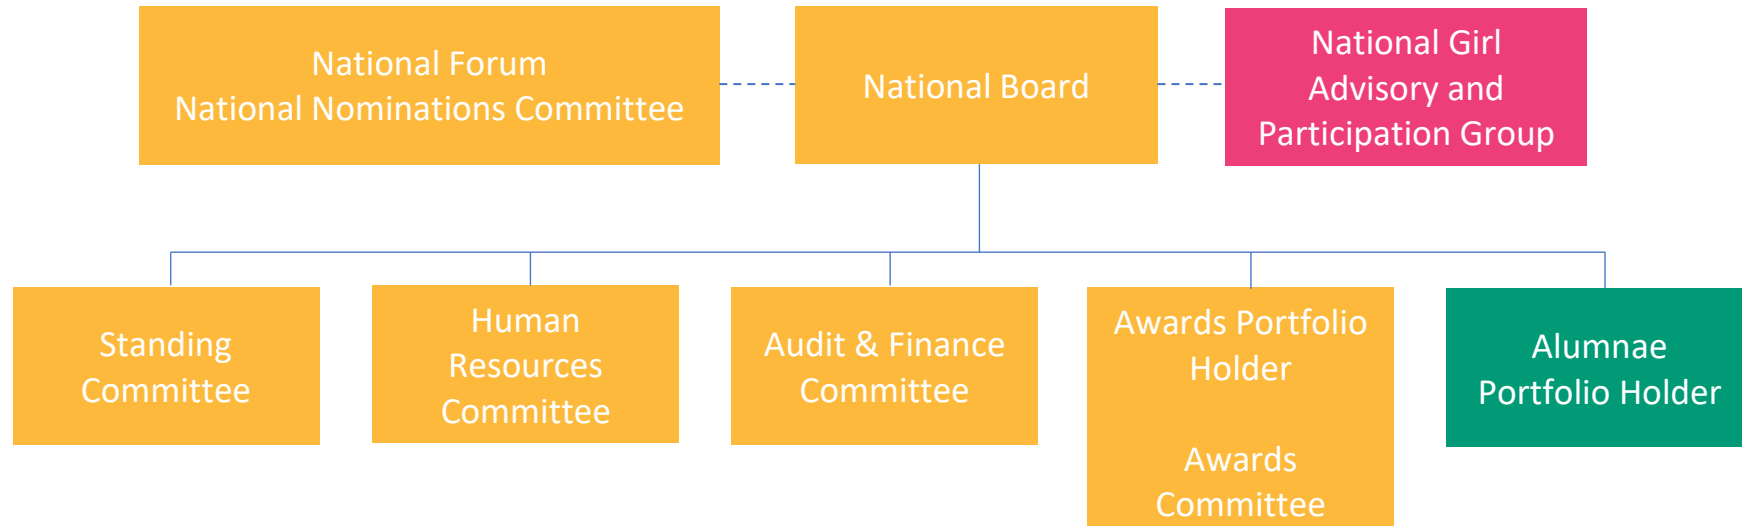 National Forum
National Nominations Committee
National Board
National Girl
Advisory and
Participation Group
Standing
Committee
Human
Resources
Committee
Audit & Finance
Committee
Awards Portfolio
Holder
Awards
Committee
Alumnae
Portfolio Holder